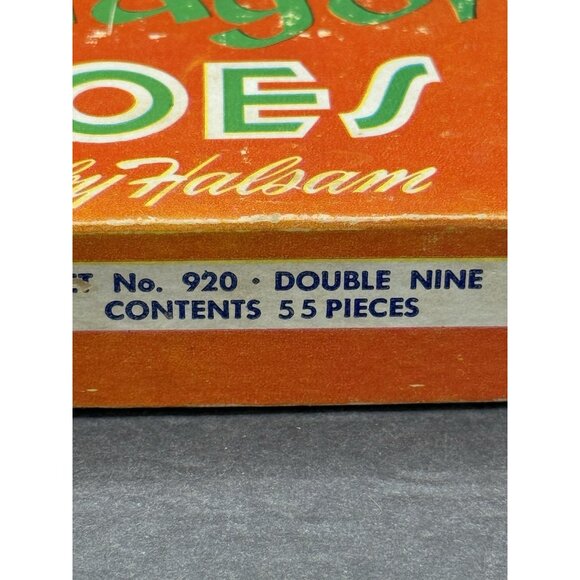 OES
by Halsam
No. 920 • DOUBLE NINE
CONTENTS 55 PIECES